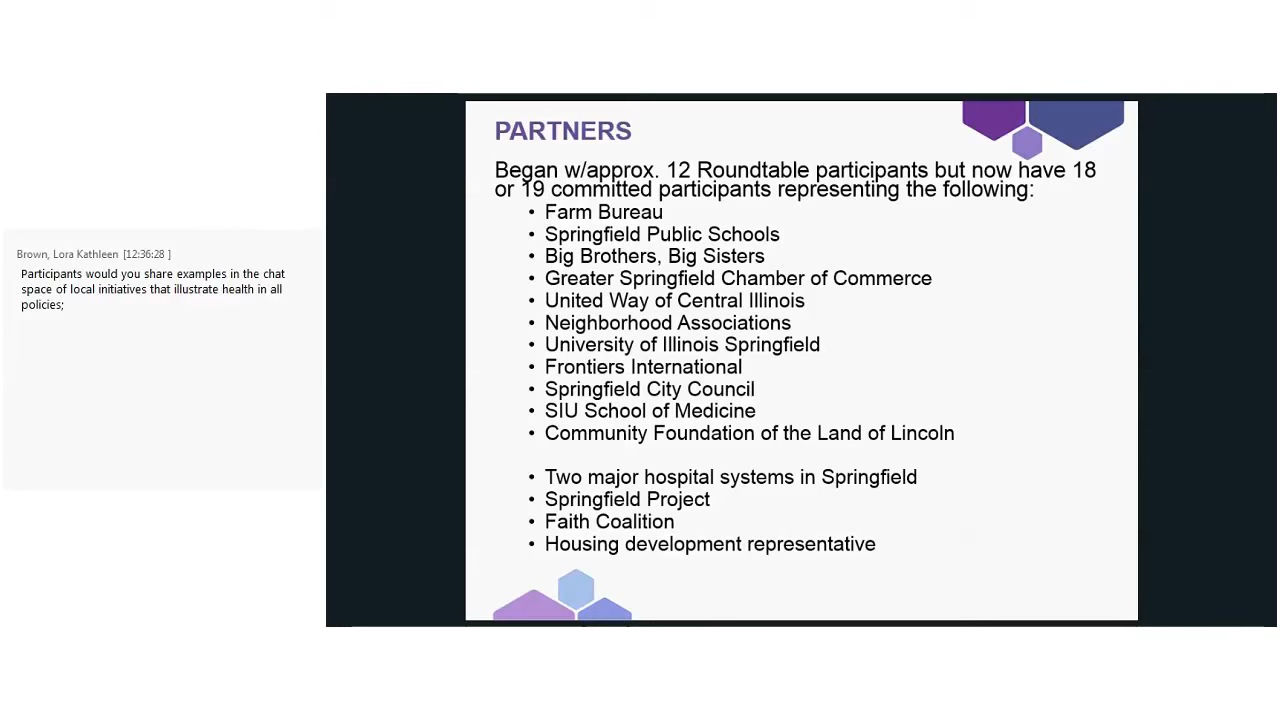 Brown, Lora Kathleen [12:36:28 ]
Participants would you share examples in the chat
space of local initiatives that illustrate health in all
policies;
PARTNERS
Began w/approx. 12 Roundtable participants but now have 18
or 19 committed participants representing the following:
• Farm Bureau
• Springfield Public Schools
• Big Brothers, Big Sisters
• Greater Springfield Chamber of Commerce
• United Way of Central Illinois
• Neighborhood Associations
• University of Illinois Springfield
• Frontiers International
• Springfield City Council
• SIU School of Medicine
• Community Foundation of the Land of Lincoln
• Two major hospital systems in Springfield
• Springfield Project
• Faith Coalition
• Housing development representative